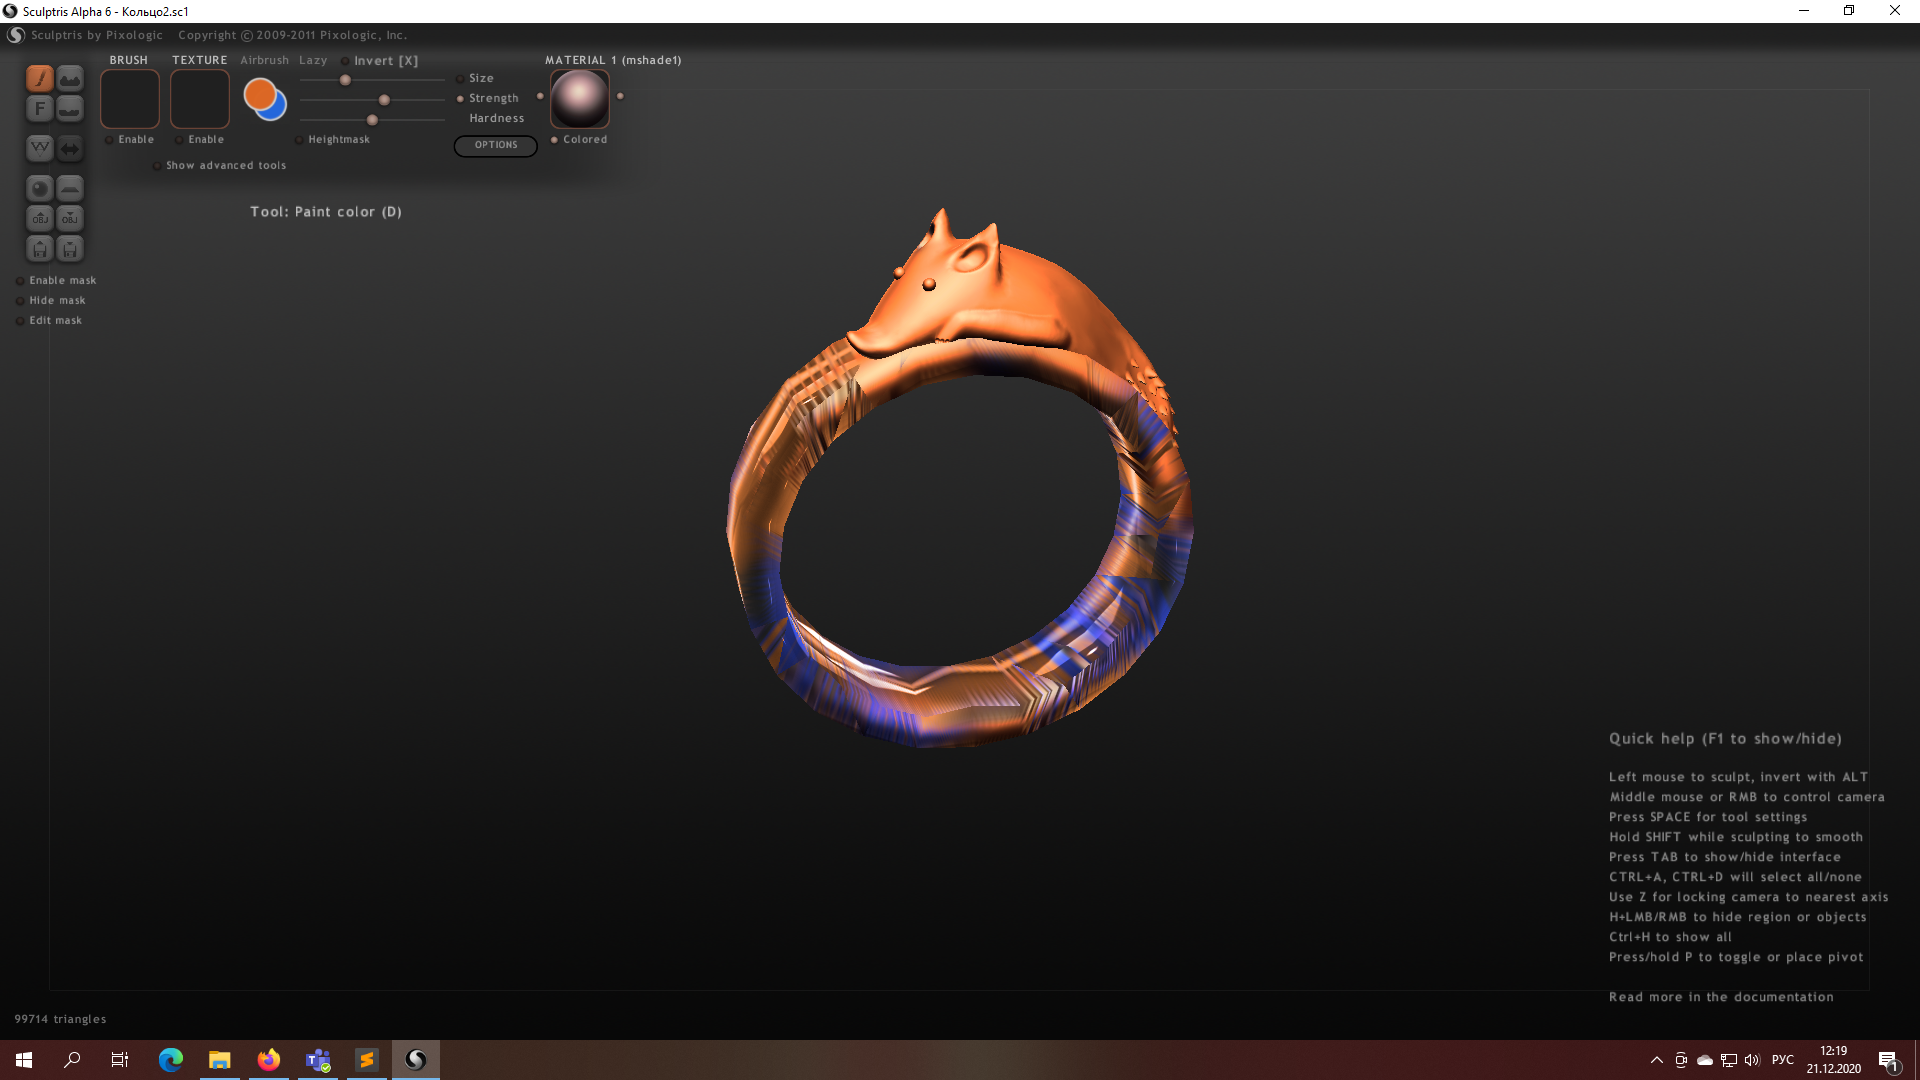 Sculptris Alpha 6 - Кольцо2.sc1
Sculptris by Pixologic Copyright © 2009-2011 Pixologic, Inc.
BRUSH TEXTURE Airbrush Lazy Invert [X] MATERIAL 1 (mshade1)
Size
Strength
Hardness
F
Enable Enable Heightmask OPTIONS Colored
Show advanced tools
Tool: Paint color (D)
OBJ OBJ
Enable mask
Hide mask
Edit mask
Quick help (F1 to show/hide)
Left mouse to sculpt, invert with ALT
Middle mouse or RMB to control camera
Press SPACE for tool settings
Hold SHIFT while sculpting to smooth
Press TAB to show/hide interface
CTRL+A, CTRL+D will select all/none
Use Z for locking camera to nearest axis
H+LMB/RMB to hide region or objects
Ctrl+H to show all
Press/hold P to toggle or place pivot
Read more in the documentation
99714 triangles
РУС
12:19
21.12.2020
1